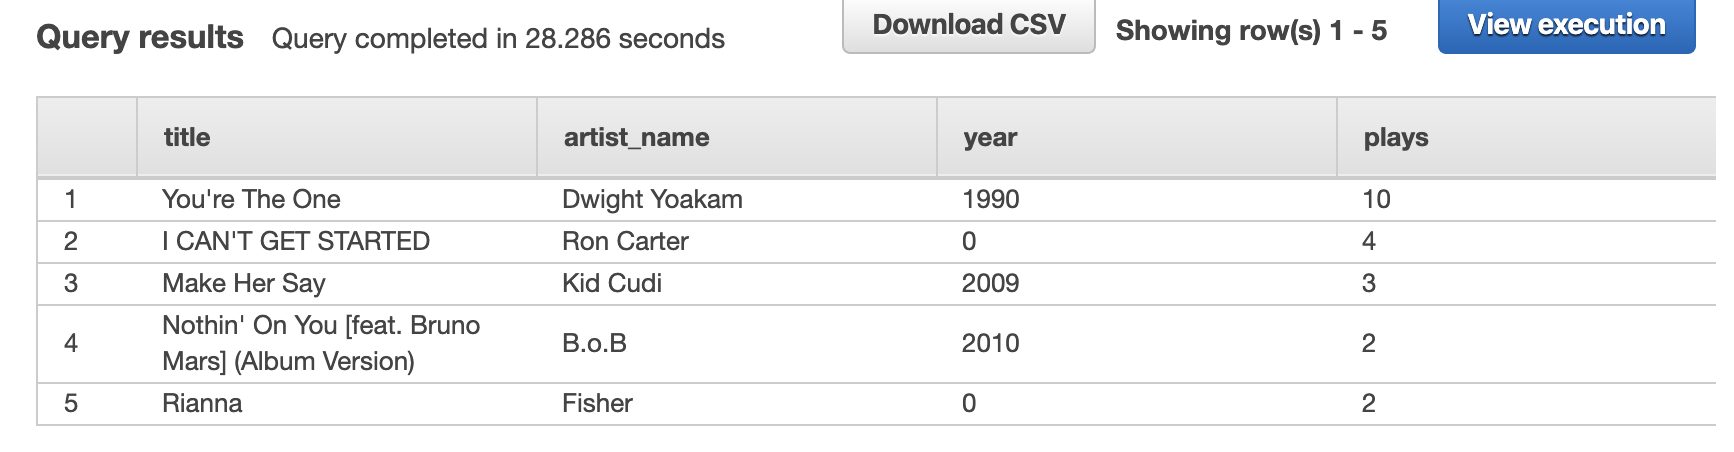 Query results Query completed in 28.286 seconds Download CSV Showing row(s) 1 - 5 View execution
title artist_name year plays
1 You're The One Dwight Yoakam 1990 10
2 I CAN'T GET STARTED Ron Carter 0 4
3 Make Her Say Kid Cudi 2009 3
4 Nothin' On You [feat. Bruno
Mars] (Album Version) B.o.B 2010 2
5 Rianna Fisher 0 2